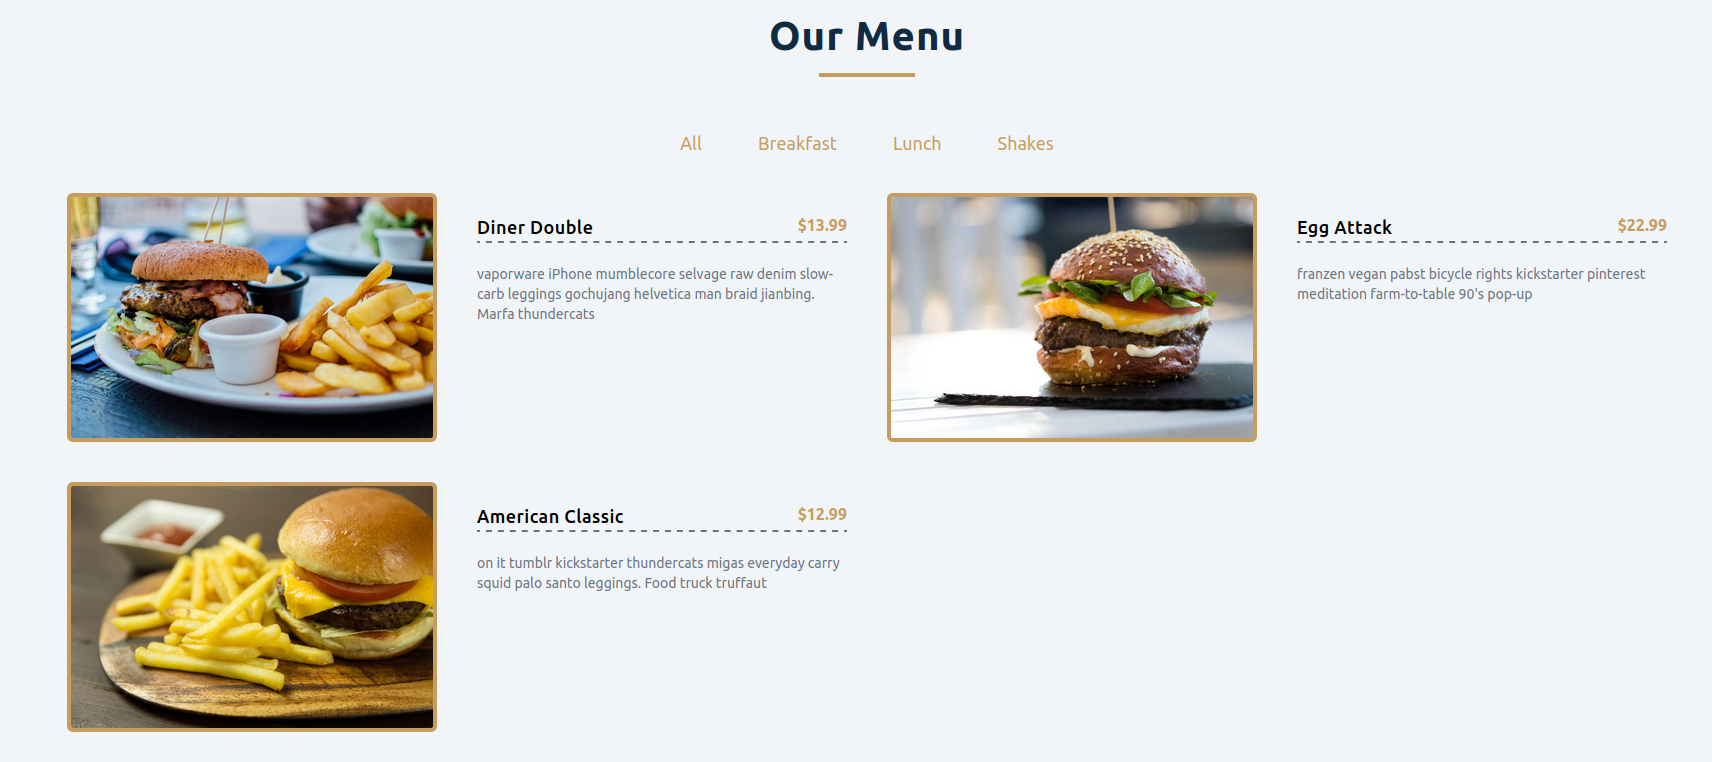 Our Menu
All Breakfast Lunch Shakes
Diner Double $13.99
vaporware iPhone mumblecore selvage raw denim slow-
carb leggings gochujang helvetica man braid jianbing.
Marfa thundercats
Egg Attack $22.99
franzen vegan pabst bicycle rights kickstarter pinterest
meditation farm-to-table 90's pop-up
American Classic $12.99
on it tumblr kickstarter thundercats migas everyday carry
squid palo santo leggings. Food truck truffaut